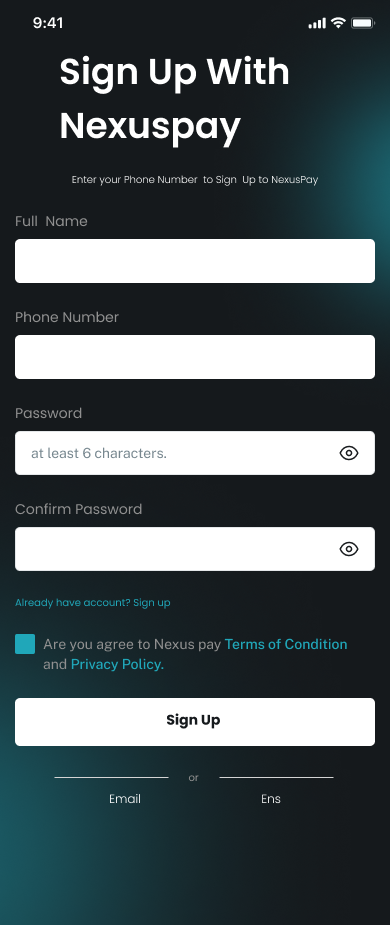 9:41
Sign Up With
Nexuspay
Enter your Phone Number to Sign Up to NexusPay
Full Name
Phone Number
Password
at least 6 characters.
Confirm Password
Already have account? Sign up
Are you agree to Nexus pay Terms of Condition
and Privacy Policy.
Sign Up
or
Email Ens